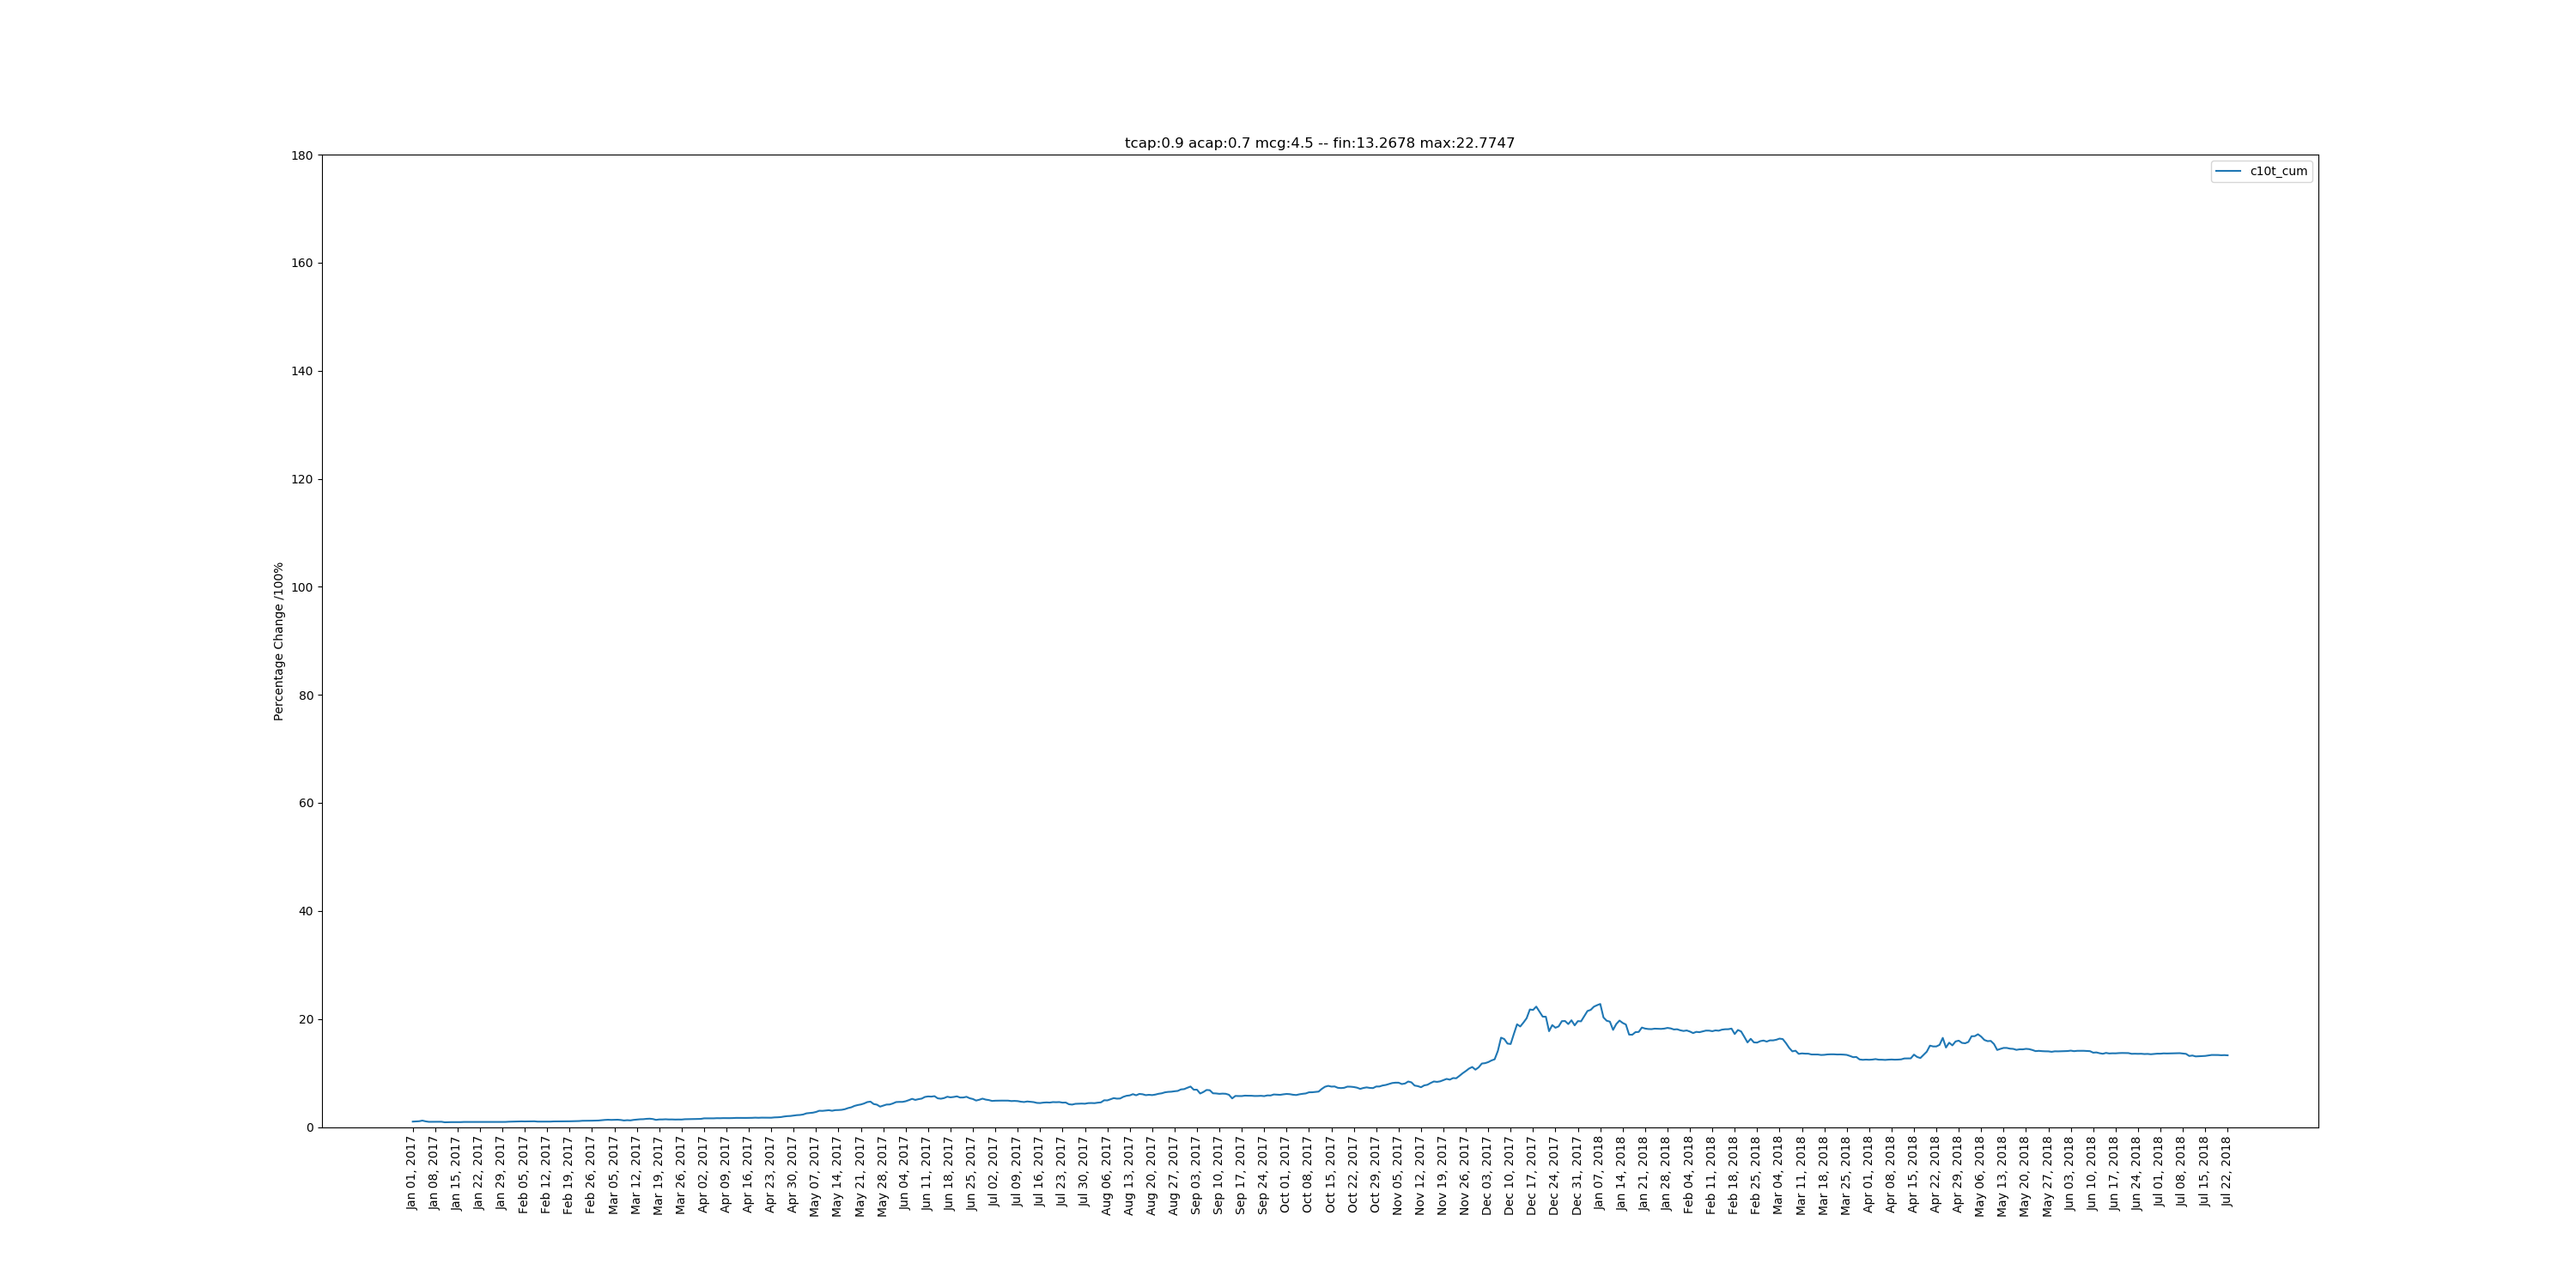 tcap:0.9 acap:0.7 mcg:4.5 -- fin:13.2678 max:22.7747
c10t_cum
Percentage Change /100%
180
160
140
120
100
80
60
40
20
0
Jan 01, 2017
Jan 08, 2017
Jan 15, 2017
Jan 22, 2017
Jan 29, 2017
Feb 05, 2017
Feb 12, 2017
Feb 19, 2017
Feb 26, 2017
Mar 05, 2017
Mar 12, 2017
Mar 19, 2017
Mar 26, 2017
Apr 02, 2017
Apr 09, 2017
Apr 16, 2017
Apr 23, 2017
Apr 30, 2017
May 07, 2017
May 14, 2017
May 21, 2017
May 28, 2017
Jun 04, 2017
Jun 11, 2017
Jun 18, 2017
Jun 25, 2017
Jul 02, 2017
Jul 09, 2017
Jul 16, 2017
Jul 23, 2017
Jul 30, 2017
Aug 06, 2017
Aug 13, 2017
Aug 20, 2017
Aug 27, 2017
Sep 03, 2017
Sep 10, 2017
Sep 17, 2017
Sep 24, 2017
Oct 01, 2017
Oct 08, 2017
Oct 15, 2017
Oct 22, 2017
Oct 29, 2017
Nov 05, 2017
Nov 12, 2017
Nov 19, 2017
Nov 26, 2017
Dec 03, 2017
Dec 10, 2017
Dec 17, 2017
Dec 24, 2017
Dec 31, 2017
Jan 07, 2018
Jan 14, 2018
Jan 21, 2018
Jan 28, 2018
Feb 04, 2018
Feb 11, 2018
Feb 18, 2018
Feb 25, 2018
Mar 04, 2018
Mar 11, 2018
Mar 18, 2018
Mar 25, 2018
Apr 01, 2018
Apr 08, 2018
Apr 15, 2018
Apr 22, 2018
Apr 29, 2018
May 06, 2018
May 13, 2018
May 20, 2018
May 27, 2018
Jun 03, 2018
Jun 10, 2018
Jun 17, 2018
Jun 24, 2018
Jul 01, 2018
Jul 08, 2018
Jul 15, 2018
Jul 22, 2018